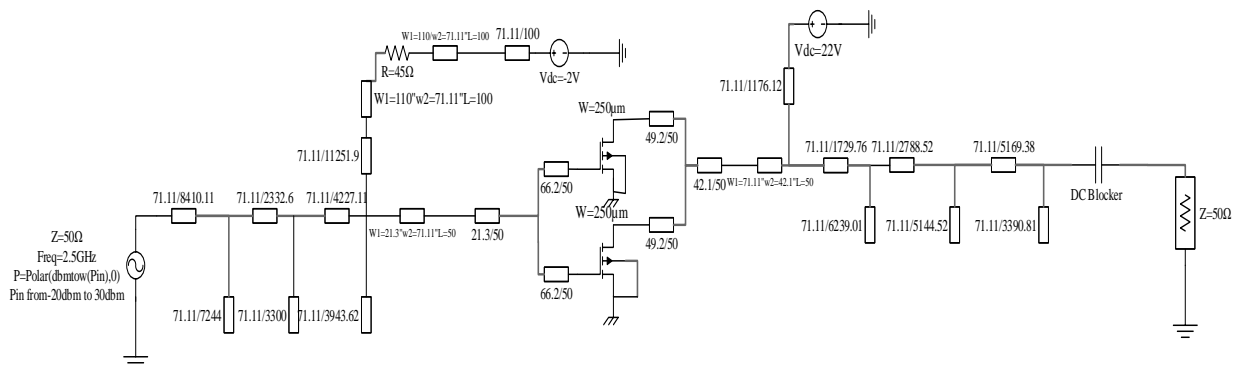 W1=110/w2=71.11"L=100
71.11/100
R=45Ω
Vdc=-2V
W1=110"w2=71.11"L=100
71.11/11251.9
71.11/8410.11
71.11/2332.6
71.11/4227.11
W1=21.3"w2=71.11"L=50
21.3/50
Z=50Ω
Freq=2.5GHz
P=Polar(dbmtow(Pin),0)
Pin from-20dbm to 30dbm
71.11/7244
71.11/3300
71.11/3943.62
W=250µm
66.2/50
49.2/50
W=250µm
66.2/50
49.2/50
42.1/50
W1=71.11"w2=42.1"L=50
Vdc=22V
71.11/1176.12
71.11/1729.76
71.11/2788.52
71.11/5169.38
71.11/6239.01
71.11/5144.52
71.11/3390.81
DC Blocker
Z=50Ω